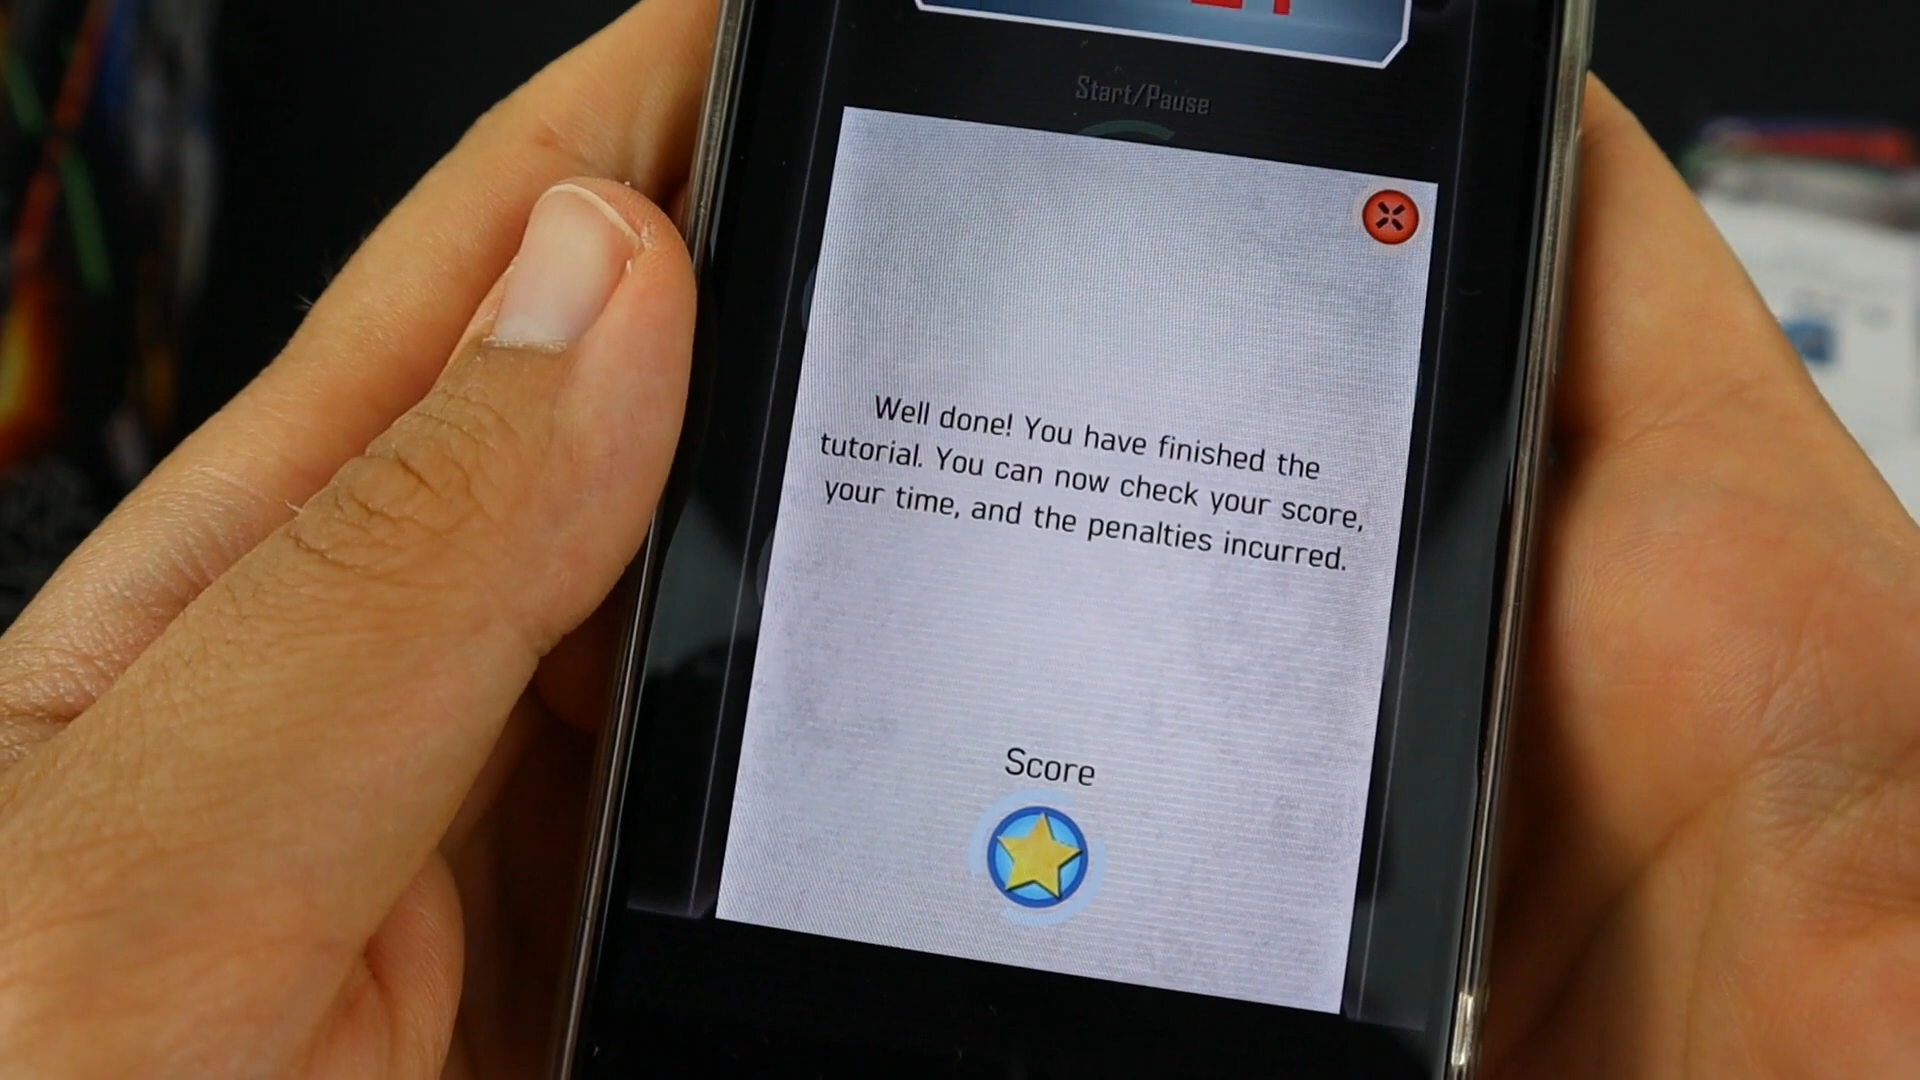 Start/Pause
Well done! You have finished the
tutorial. You can now check your score,
your time, and the penalties incurred.
Score